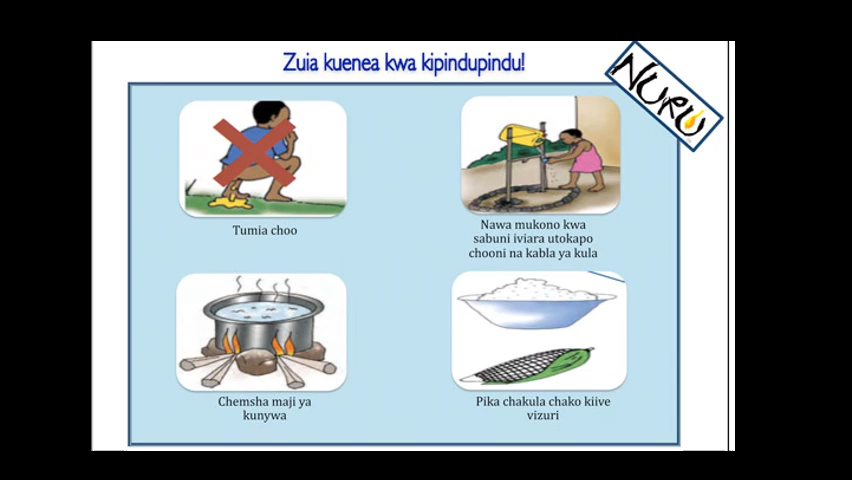 Zuia kuenea kwa kipindupindu!
NURU
Tumia choo
Nawa mukono kwa
sabuni iviara utokapo
chooni na kabla ya kula
Chemsha maji ya
kunywa
Pika chakula chako kiive
vizuri